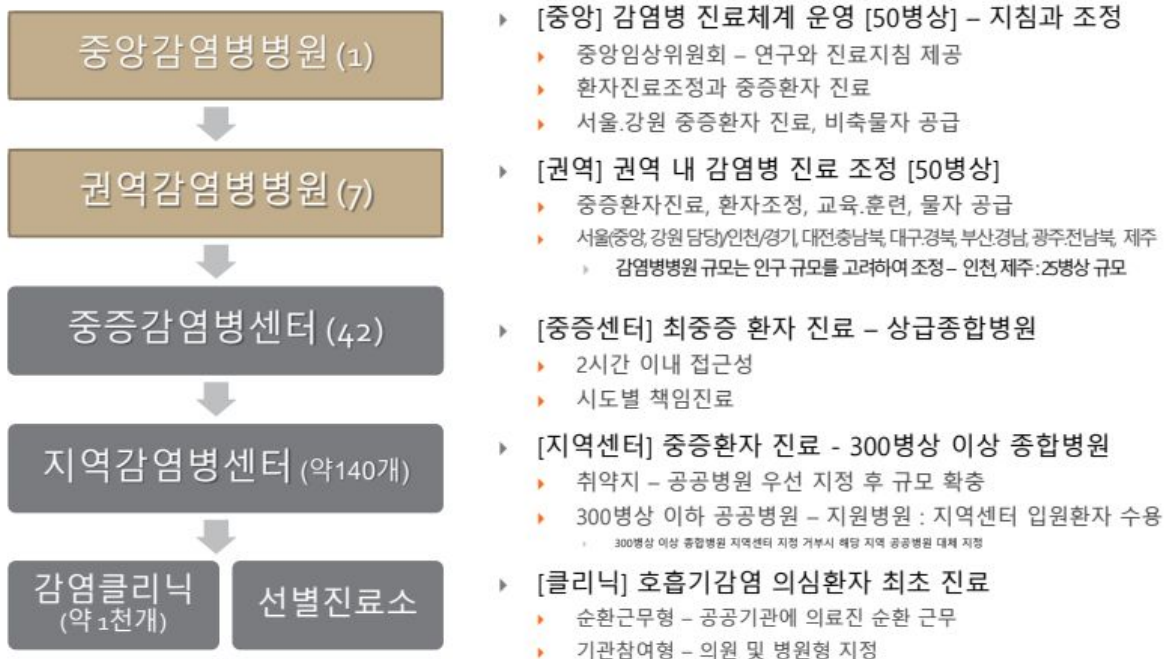 중앙감염병병원 (1)
권역감염병병원 (7)
중증감염병센터 (42)
지역감염병센터 (약140개)
감염클리닉
(약 1천개)
선별진료소
[중앙] 감염병 진료체계 운영 [50병상] – 지침과 조정
중앙임상위원회 – 연구와 진료지침 제공
환자진료조정과 중증환자 진료
서울.강원 중증환자 진료, 비축물자 공급
[권역] 권역 내 감염병 진료 조정 [50병상]
중증환자진료, 환자조정, 교육.훈련, 물자 공급
서울(중앙, 강원 담당)/인천/경기, 대전.충남북, 대구.경북, 부산.경남, 광주.전남북, 제주
감염병병원 규모는 인구 규모를 고려하여 조정 – 인천, 제주 : 25병상 규모
[중증센터] 최중증 환자 진료 – 상급종합병원
2시간 이내 접근성
시도별 책임진료
[지역센터] 중증환자 진료 - 300병상 이상 종합병원
취약지 – 공공병원 우선 지정 후 규모 확충
300병상 이하 공공병원 – 지원병원 : 지역센터 입원환자 수용
300병상 이상 종합병원 지역센터 지정 거부시 해당 지역 공공병원 대체 지정
[클리닉] 호흡기감염 의심환자 최초 진료
순환근무형 – 공공기관에 의료진 순환 근무
기관참여형 – 의원 및 병원형 지정